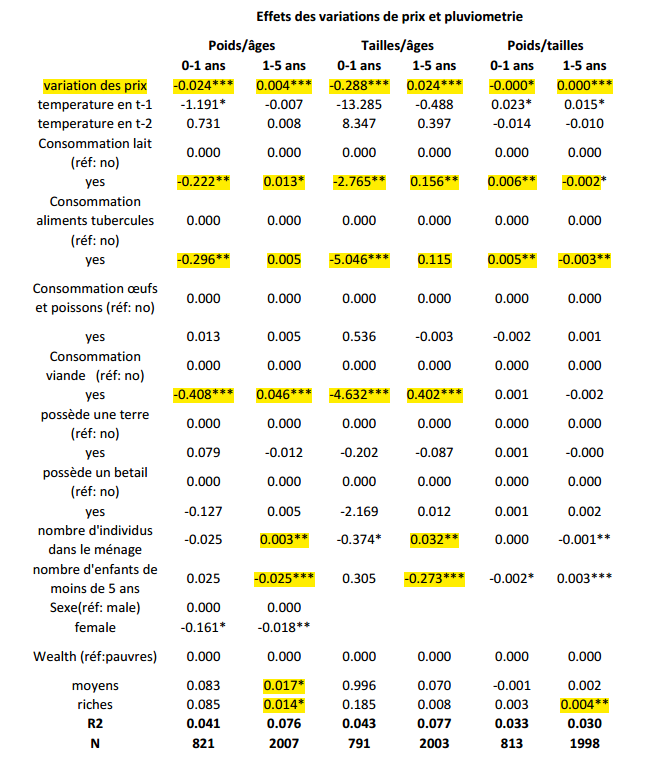 Effets des variations de prix et pluviometrie
Poids/âges Tailles/âges Poids/tailles
0-1 ans 1-5 ans 0-1 ans 1-5 ans 0-1 ans 1-5 ans
variation des prix -0.024*** 0.004*** -0.288*** 0.024*** -0.000* 0.000***
temperature en t-1 -1.191* -0.007 -13.285 -0.488 0.023* 0.015*
temperature en t-2 0.731 0.008 8.347 0.397 -0.014 -0.010
Consommation lait
(réf: no) 0.000 0.000 0.000 0.000 0.000 0.000
yes -0.222** 0.013* -2.765** 0.156** 0.006** -0.002*
Consommation
aliments tubercules 0.000 0.000 0.000 0.000 0.000 0.000
(réf: no)
yes -0.296** 0.005 -5.046*** 0.115 0.005** -0.003**
Consommation œufs
et poissons (réf: no) 0.000 0.000 0.000 0.000 0.000 0.000
yes 0.013 0.005 0.536 -0.003 -0.002 0.001
Consommation
viande (réf: no) 0.000 0.000 0.000 0.000 0.000 0.000
yes -0.408*** 0.046*** -4.632*** 0.402*** 0.001 -0.002
possède une terre
(réf: no) 0.000 0.000 0.000 0.000 0.000 0.000
yes 0.079 -0.012 -0.202 -0.087 0.001 -0.000
possède un betail
(réf: no) 0.000 0.000 0.000 0.000 0.000 0.000
yes -0.127 0.005 -2.169 0.012 0.001 0.002
nombre d'individus
dans le ménage -0.025 0.003** -0.374* 0.032** 0.000 -0.001**
nombre d'enfants de
moins de 5 ans 0.025 -0.025*** 0.305 -0.273*** -0.002* 0.003***
Sexe(réf: male) 0.000 0.000
female -0.161* -0.018**
Wealth (réf:pauvres) 0.000 0.000 0.000 0.000 0.000 0.000
moyens 0.083 0.017* 0.996 0.070 -0.001 0.002
riches 0.085 0.014* 0.185 0.008 0.003 0.004**
R2 0.041 0.076 0.043 0.077 0.033 0.030
N 821 2007 791 2003 813 1998